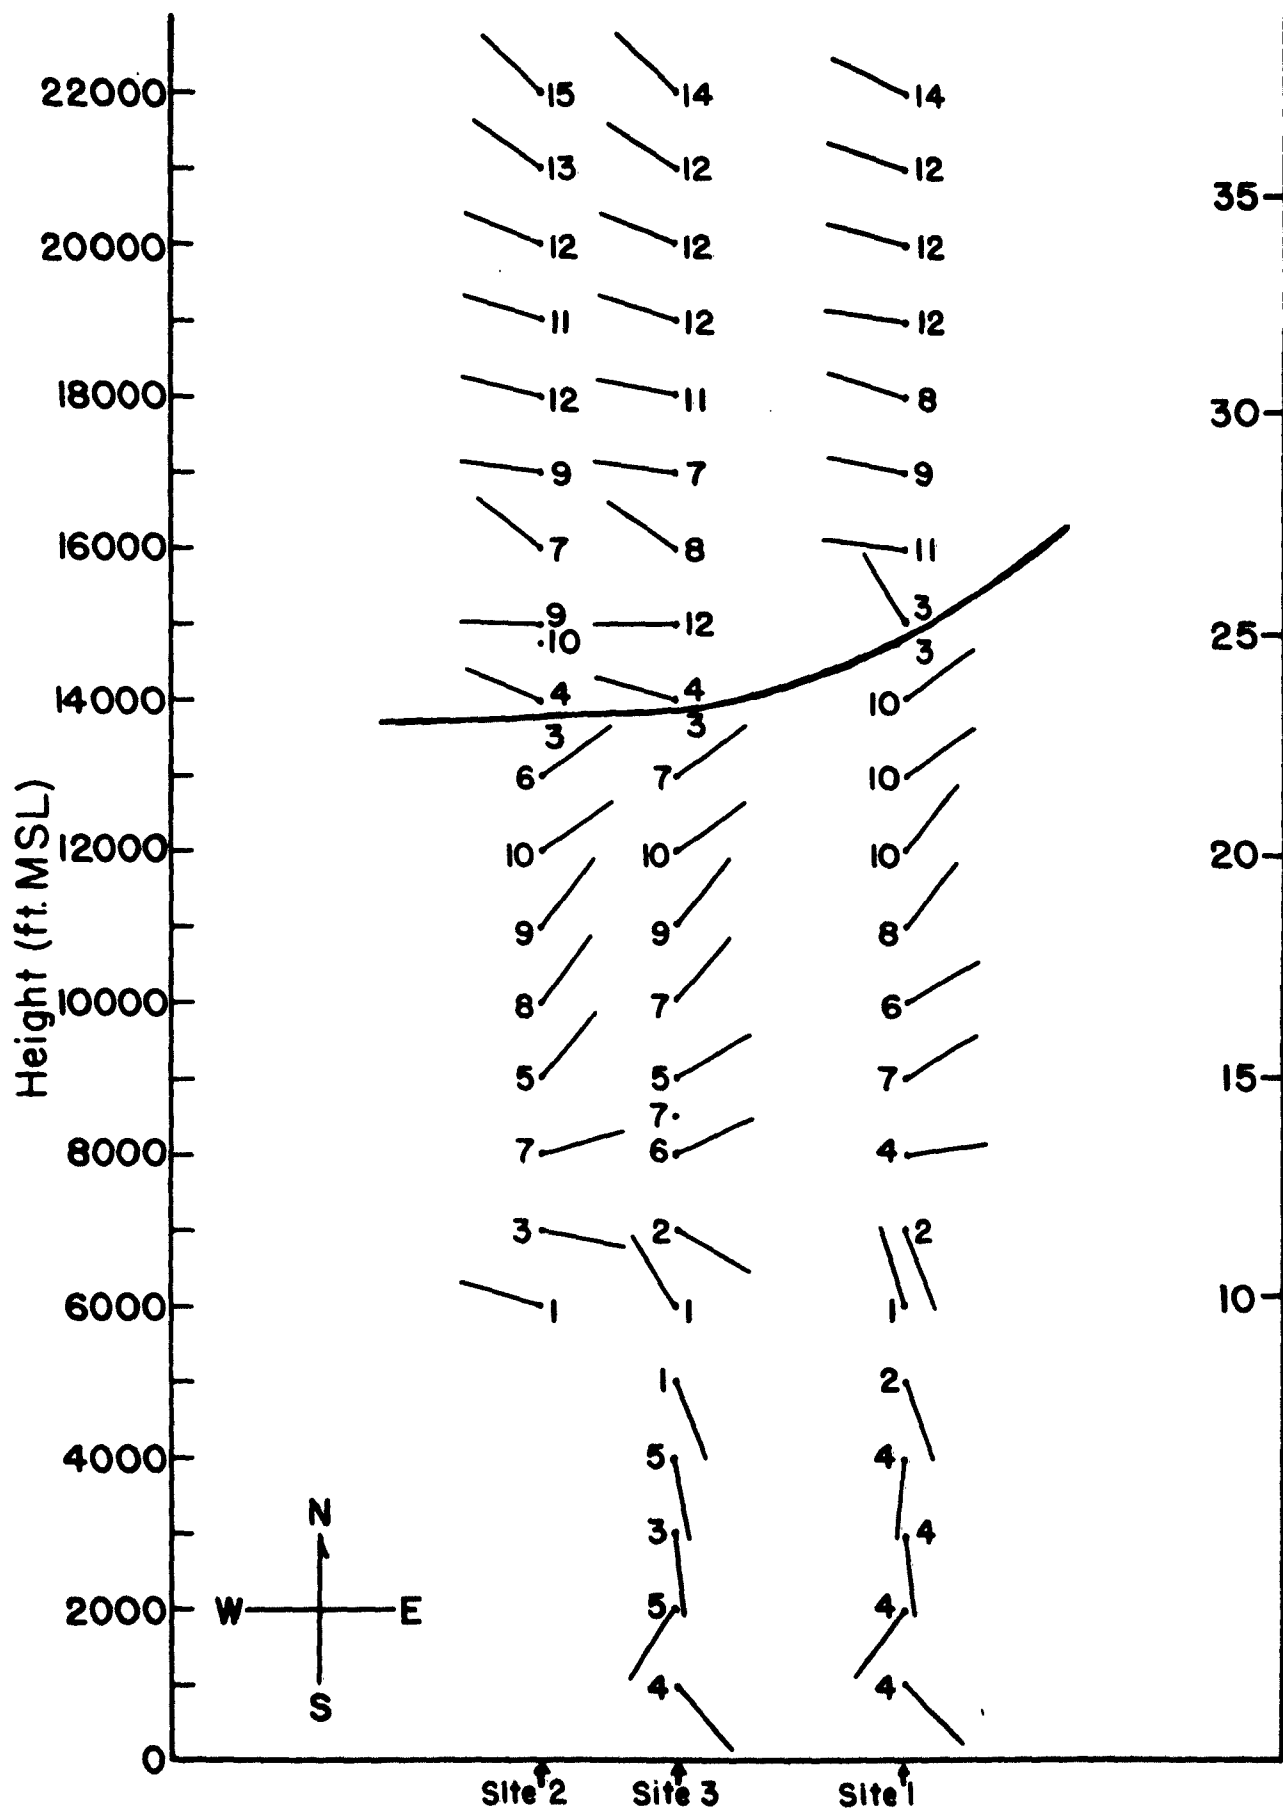 22000 15 14 14
13 12 12
35
20000 12 12 12
11 12 12
18000 12 11 8
30
9 7 9
16000 7 8 11
9 12 3
10
25
3
14000 4 4 10
3 3
6 7 10
12000 10 10 10
20
9 9 8
10000 8 7 6
5 5 7
15
7
8000 7 6 4
3 2 2
6000 1 1 1
10
1 2
4000 5 4
3 4
2000 5 4
4 4
0
Height (ft. MSL)
N
W E
S
Site 2 Site 3 Site 1